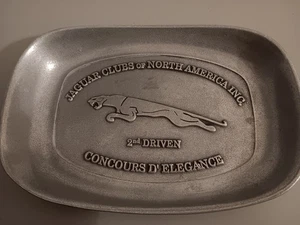 JAGUAR CLUBS OF NORTH AMERICA INC.
2nd DRIVEN
CONCOURS D'ELEGANCE